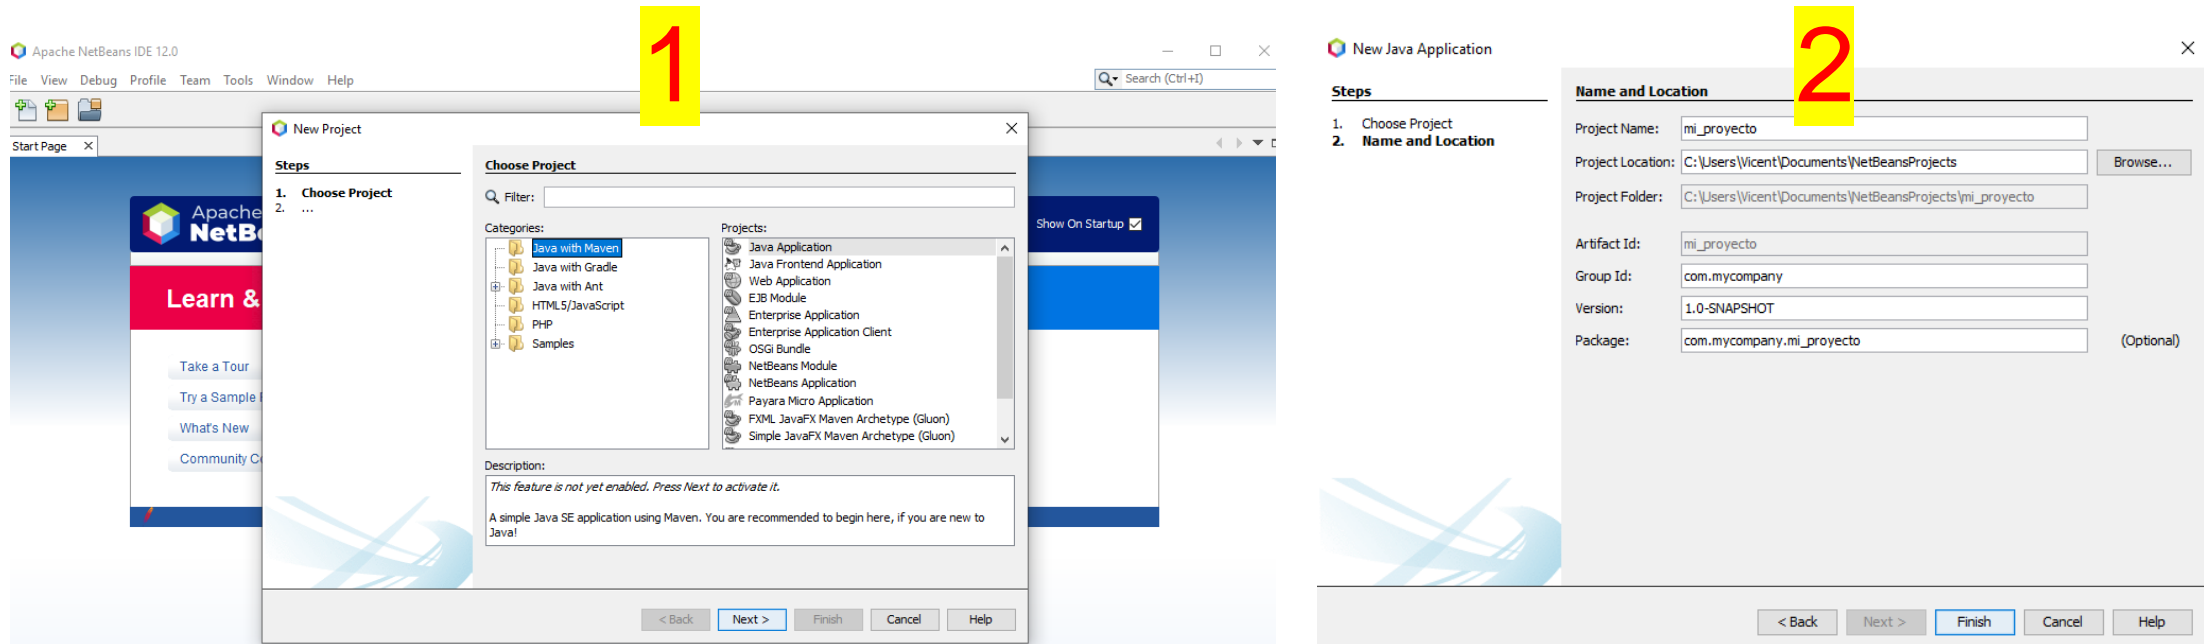 1
Apache NetBeans IDE 12.0
File View Debug Profile Team Tools Window Help
Search (Ctrl+I)
Start Page
Apache
NetB
Show On Startup
Learn &
Take a Tour
Try a Sample
What's New
Community
New Project
Steps
1. Choose Project
2. ...
Choose Project
Filter:
Categories:
Java with Maven
Java with Gradle
Java with Ant
HTML5/JavaScript
PHP
Samples
Projects:
Java Application
Java Frontend Application
Web Application
EJB Module
Enterprise Application
Enterprise Application Client
OSGi Bundle
NetBeans Module
NetBeans Application
Payara Micro Application
FXML JavaFX Maven Archetype (Gluon)
Simple JavaFX Maven Archetype (Gluon)
Description:
This feature is not yet enabled. Press Next to activate it.
A simple Java SE application using Maven. You are recommended to begin here, if you are new to
Java!
< Back Next > Finish Cancel Help
2
New Java Application
Steps
1. Choose Project
2. Name and Location
Name and Location
Project Name: mi_proyecto
Project Location: C:\Users\Vicent\Documents\NetBeansProjects Browse...
Project Folder: C:\Users\Vicent\Documents\NetBeansProjects\mi_proyecto
Artifact Id: mi_proyecto
Group Id: com.mycompany
Version: 1.0-SNAPSHOT
Package: com.mycompany.mi_proyecto (Optional)
< Back Next > Finish Cancel Help